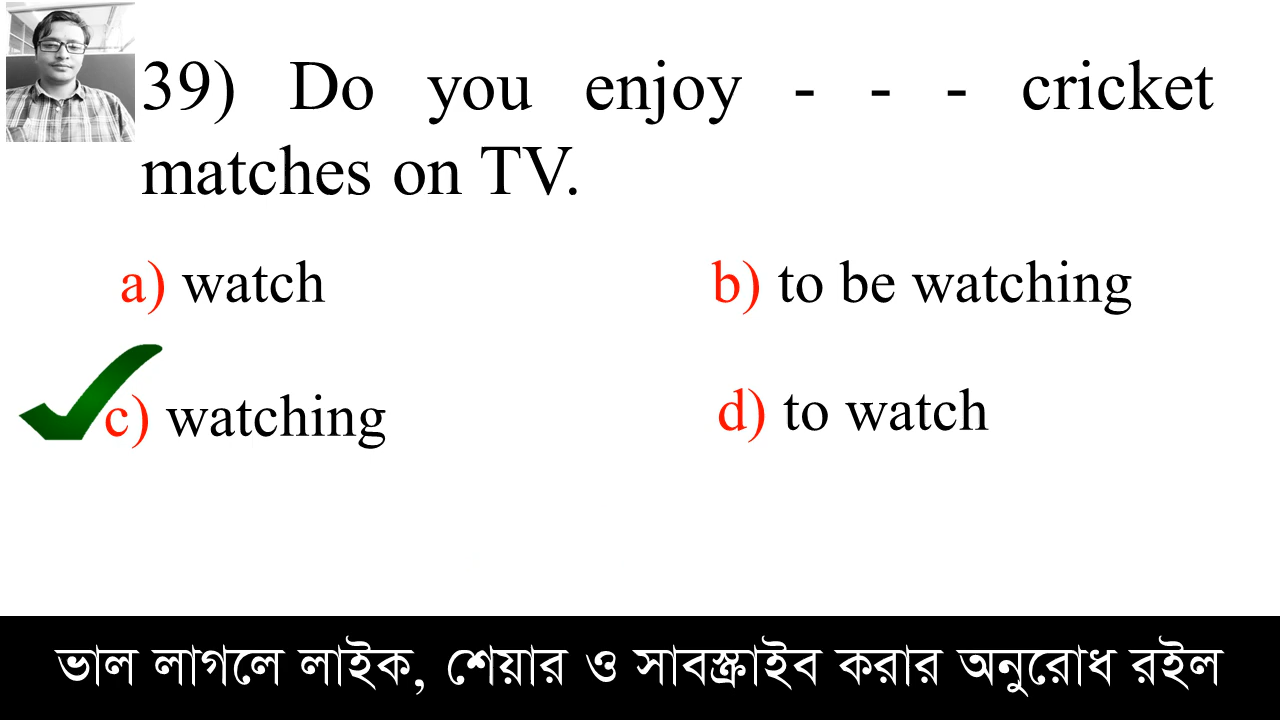 39) Do you enjoy - - - cricket
matches on TV.
a) watch
b) to be watching
c) watching
d) to watch
ভাল লাগলে লাইক, শেয়ার ও সাবস্ক্রাইব করার অনুরোধ রইল